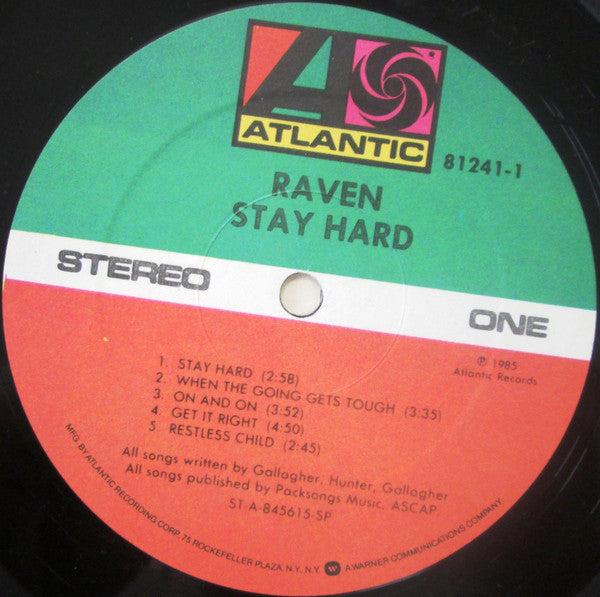 ATLANTIC
81241-1
RAVEN
STAY HARD
STEREO
ONE
℗ 1985
Atlantic Records
1 STAY HARD (2:58)
2. WHEN THE GOING GETS TOUGH (3:35)
3. ON AND ON (3:52)
4 GET IT RIGHT (4:50)
5 RESTLESS CHILD (2:45)
All songs written by Gallagher, Hunter, Gallagher
All songs published by Packsongs Music, ASCAP
ST-A-845615-SP
MFG. BY ATLANTIC RECORDING CORP. 75 ROCKEFELLER PLAZA, N.Y. N.Y. A WARNER COMMUNICATIONS COMPANY